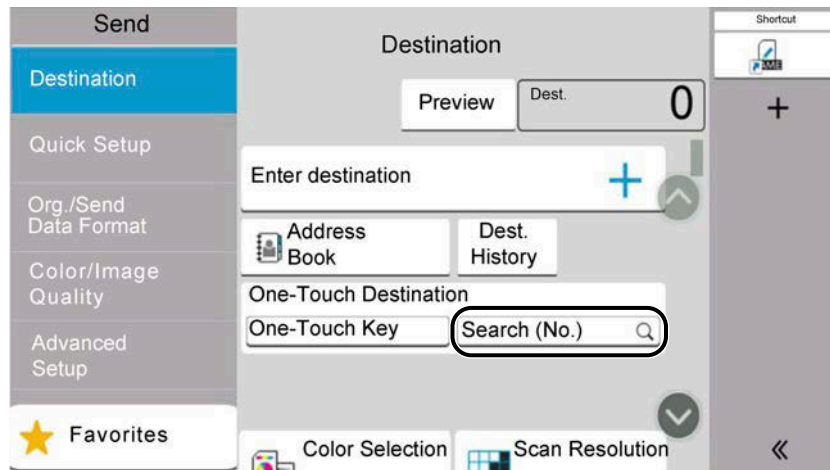 Send
Destination
Quick Setup
Org./Send
Data Format
Color/Image
Quality
Advanced
Setup
Favorites
Destination
Preview
Dest.
0
Enter destination
Address
Book
Dest.
History
One-Touch Destination
One-Touch Key
Search (No.)
Color Selection
Scan Resolution
Shortcut